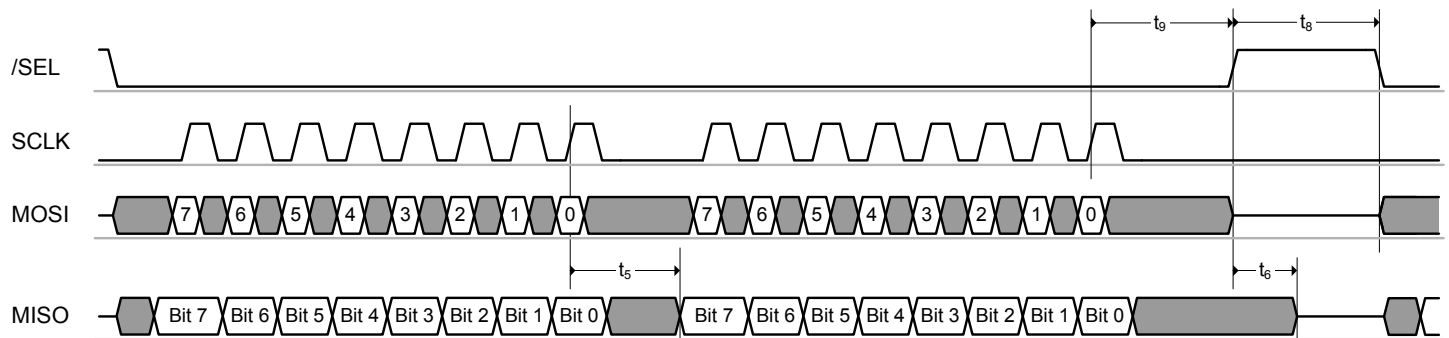 t₉ t₈
/SEL
SCLK
MOSI 7 6 5 4 3 2 1 0 7 6 5 4 3 2 1 0
t₅ t₆
MISO Bit 7 Bit 6 Bit 5 Bit 4 Bit 3 Bit 2 Bit 1 Bit 0 Bit 7 Bit 6 Bit 5 Bit 4 Bit 3 Bit 2 Bit 1 Bit 0